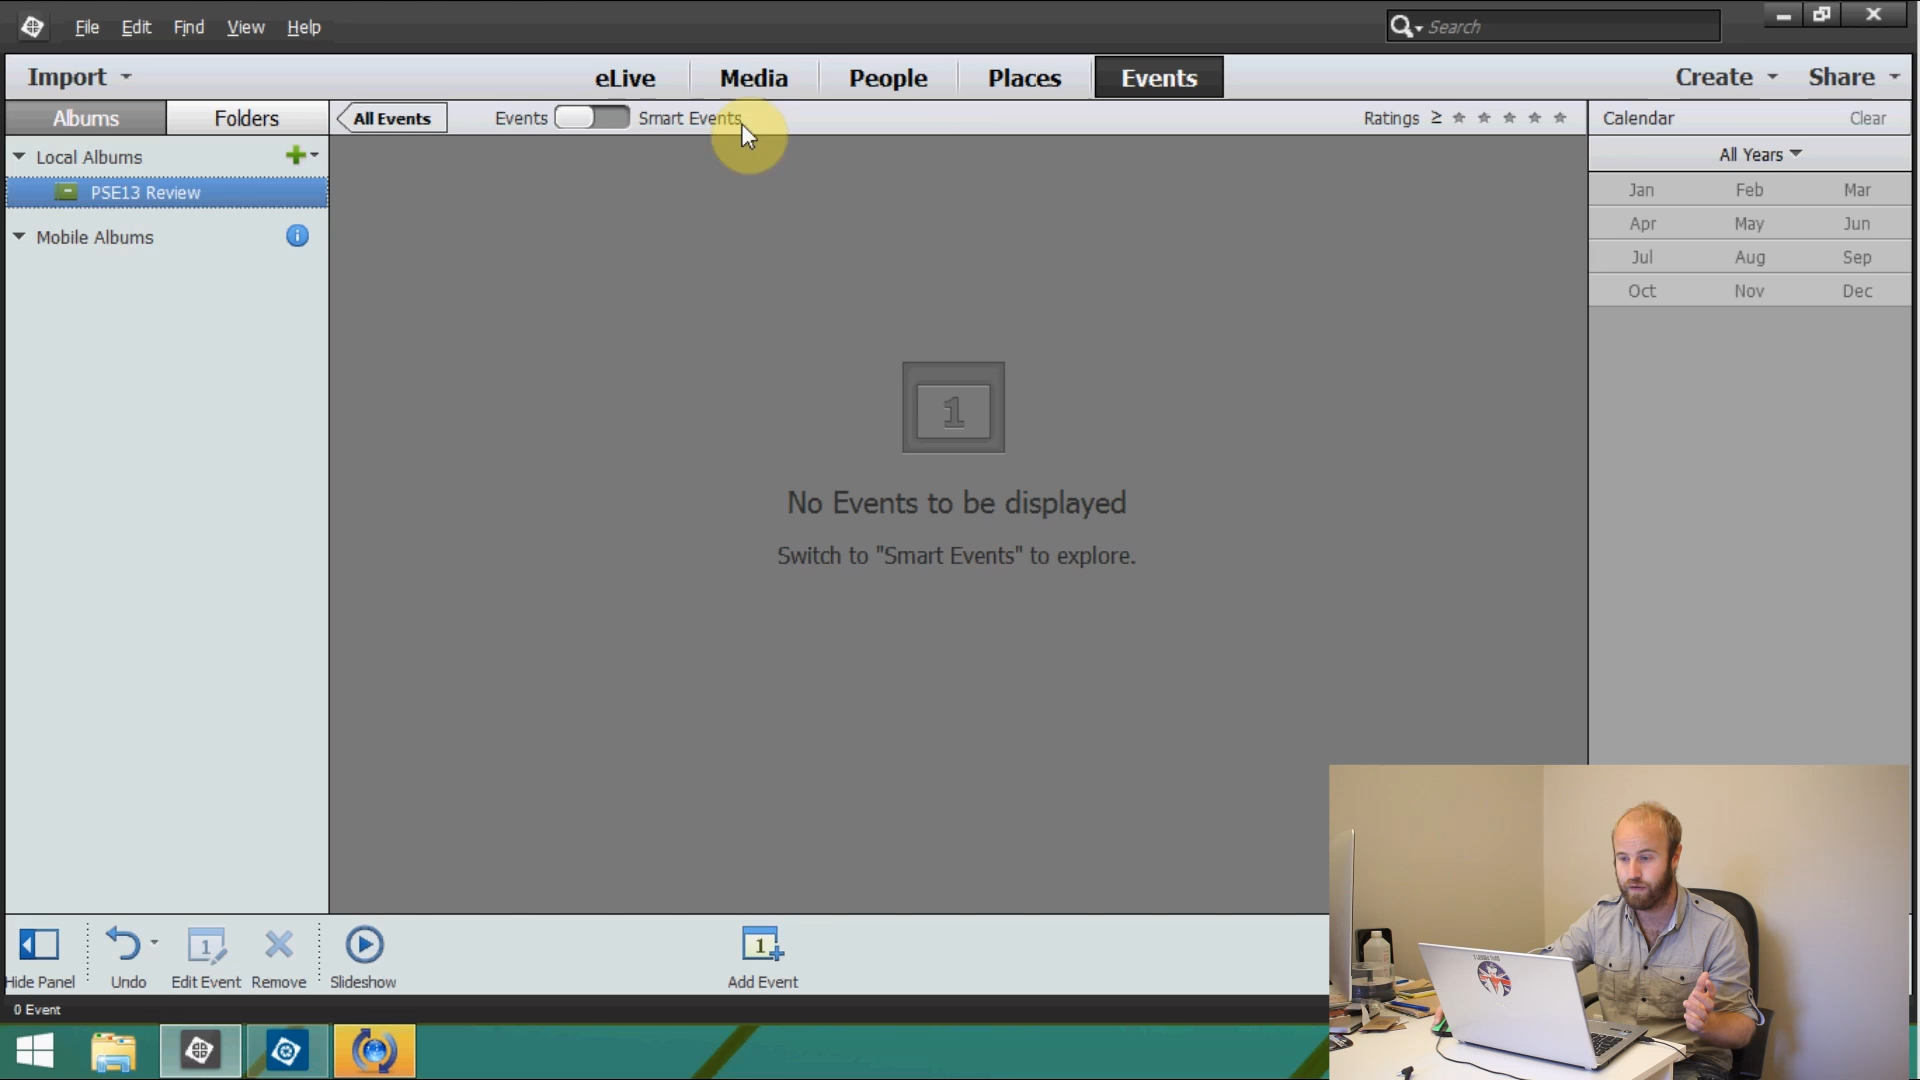 File Edit Find View Help
Search
Import eLive Media People Places Events Create Share
Albums Folders All Events Events Smart Events Ratings ≥ Calendar Clear
Local Albums
All Years
PSE13 Review
Jan Feb Mar
Apr May Jun
Mobile Albums
Jul Aug Sep
Oct Nov Dec
1
No Events to be displayed
Switch to "Smart Events" to explore.
1
1
Hide Panel Undo Edit Event Remove Slideshow Add Event
0 Event